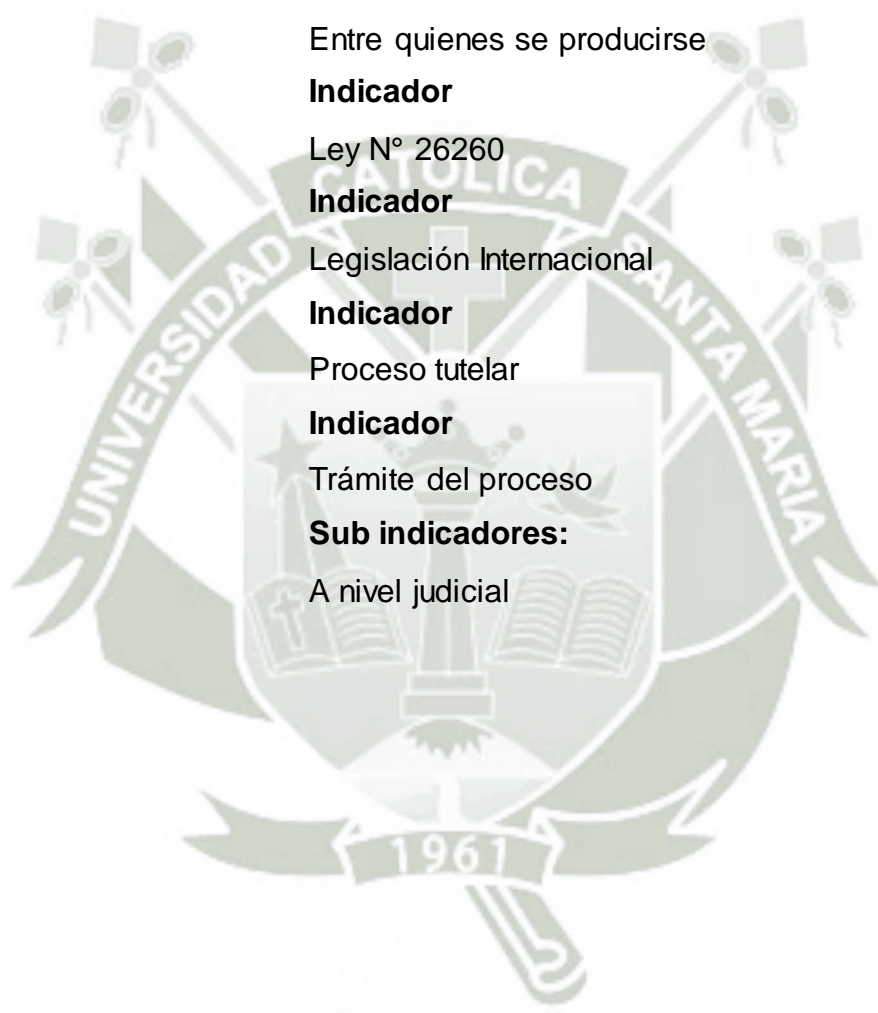 Entre quienes se producirse
Indicador
Ley N° 26260
Indicador
Legislación Internacional
Indicador
Proceso tutelar
Indicador
Trámite del proceso
Sub indicadores:
A nivel judicial
UNIVERSIDAD CATOLICA SANTA MARIA
1961